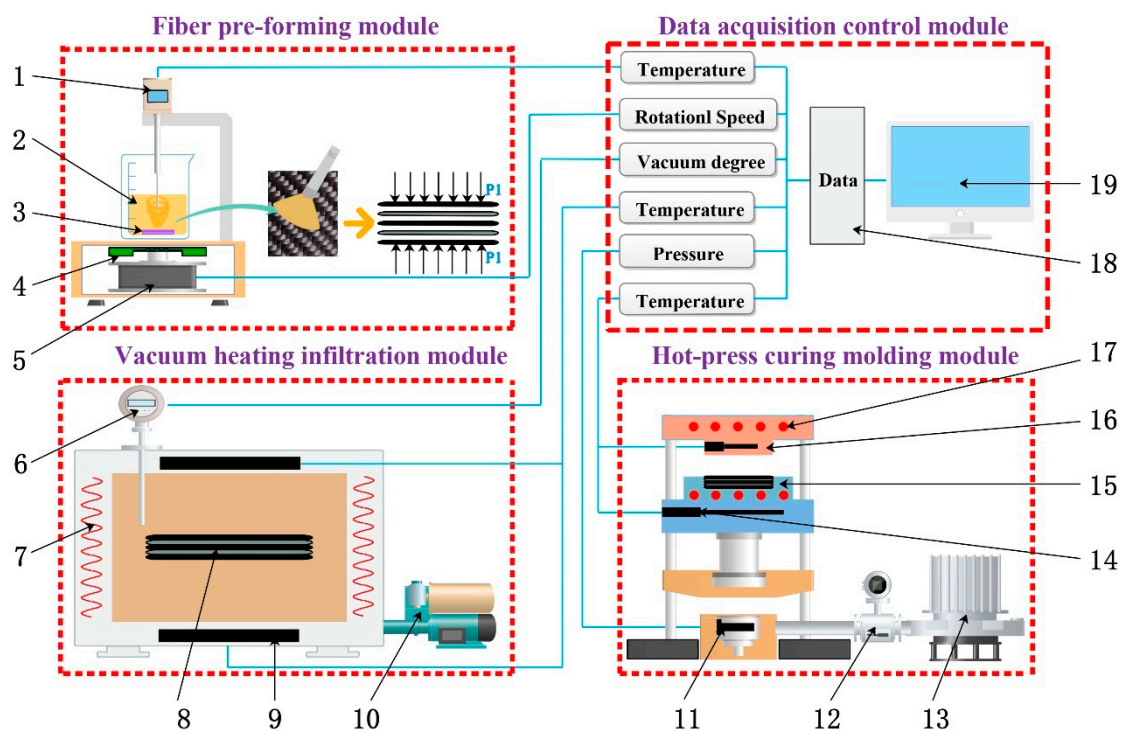 Fiber pre-forming module
Data acquisition control module
1
2
3
4
5
P1
P1
Temperature
Rotationl Speed
Vacuum degree
Temperature
Pressure
Temperature
Data
19
18
Vacuum heating infiltration module
Hot-press curing molding module
6
7
8
9
10
17
16
15
14
11
12
13